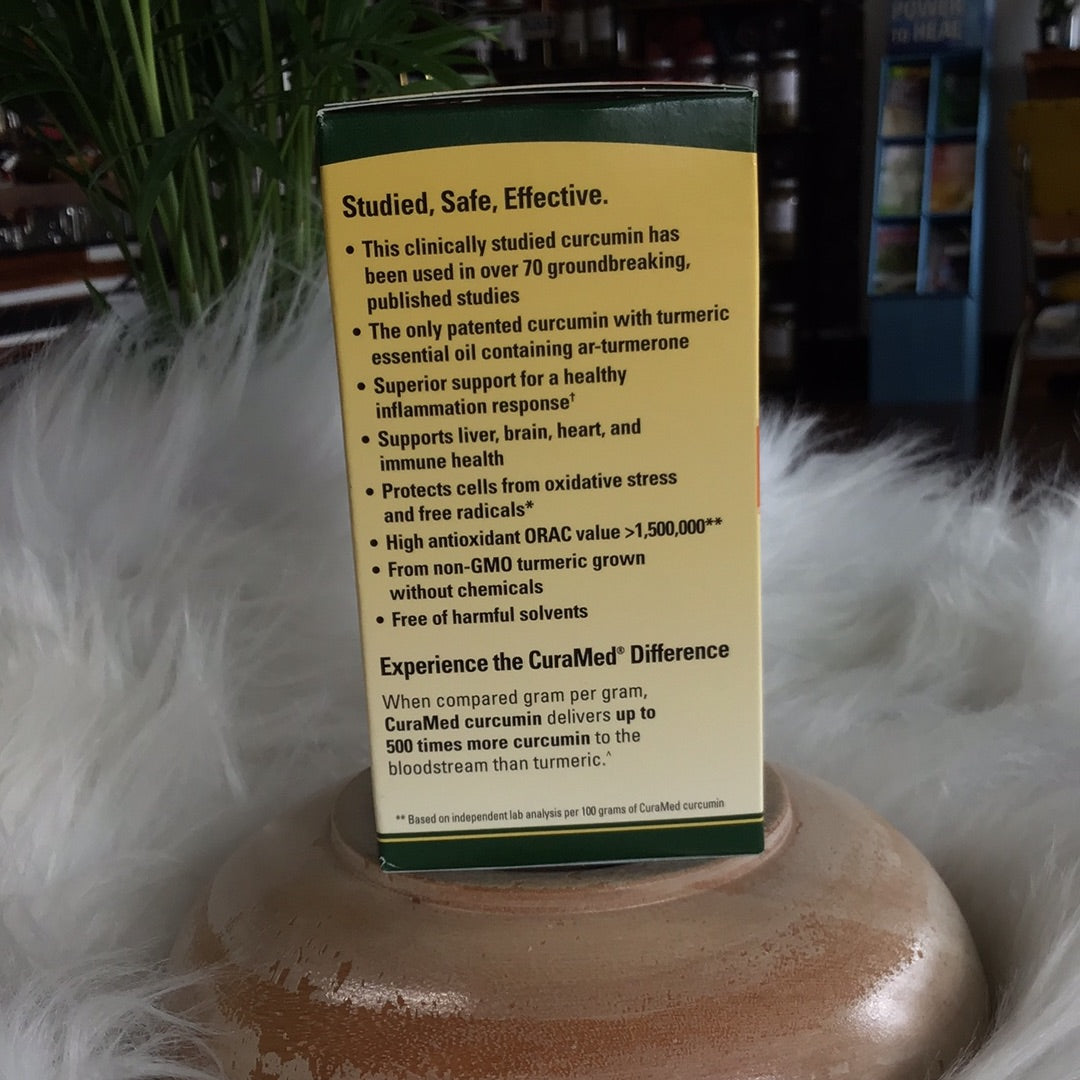 POWER
TO HEAL
Studied, Safe, Effective.
• This clinically studied curcumin has
been used in over 70 groundbreaking,
published studies
• The only patented curcumin with turmeric
essential oil containing ar-turmerone
• Superior support for a healthy
inflammation response†
• Supports liver, brain, heart, and
immune health
• Protects cells from oxidative stress
and free radicals*
• High antioxidant ORAC value >1,500,000**
• From non-GMO turmeric grown
without chemicals
• Free of harmful solvents
Experience the CuraMed® Difference
When compared gram per gram,
CuraMed curcumin delivers up to
500 times more curcumin to the
bloodstream than turmeric.^
** Based on independent lab analysis per 100 grams of CuraMed curcumin